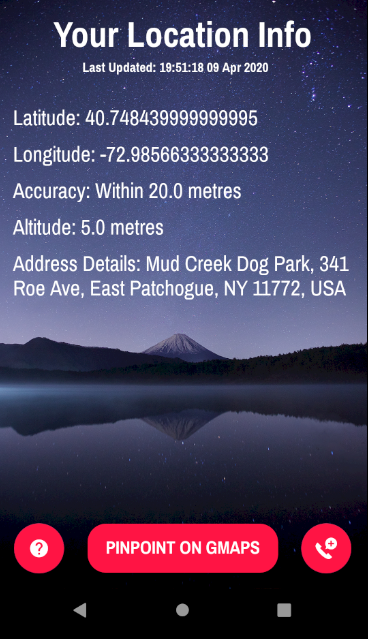 Your Location Info
Last Updated: 19:51:18 09 Apr 2020
Latitude: 40.748439999999995
Longitude: -72.98566333333333
Accuracy: Within 20.0 metres
Altitude: 5.0 metres
Address Details: Mud Creek Dog Park, 341
Roe Ave, East Patchogue, NY 11772, USA
PINPOINT ON GMAPS